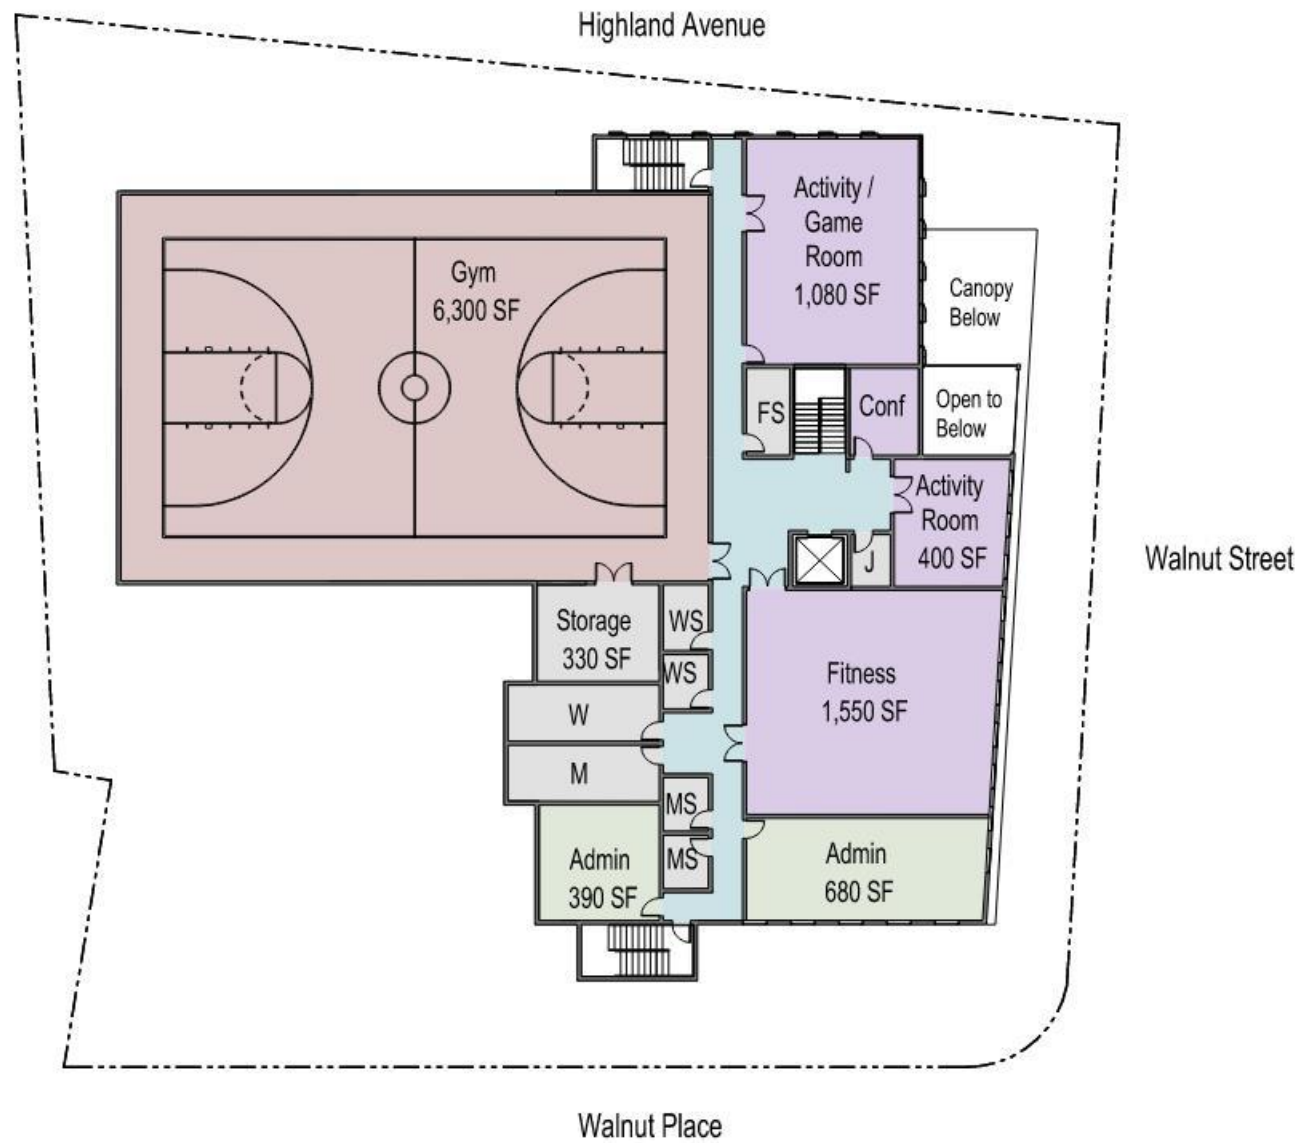 Highland Avenue
Activity /
Game
Room
1,080 SF
Gym
6,300 SF
Canopy
Below
FS
Conf
Open to
Below
Activity
Room
400 SF
J
Walnut Street
Storage
330 SF
WS
WS
Fitness
1,550 SF
W
M
MS
MS
Admin
390 SF
Admin
680 SF
Walnut Place